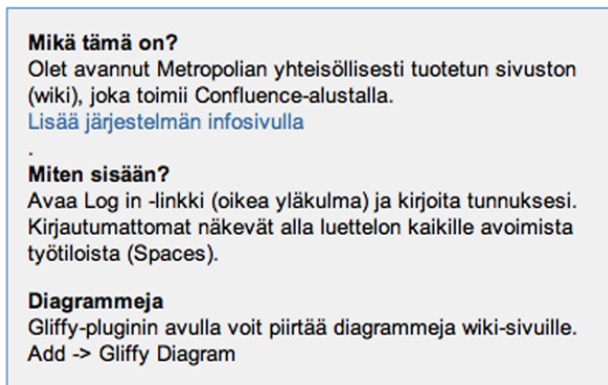 Mikä tämä on?
Olet avannut Metropolian yhteisöllisesti tuotetun sivuston
(wiki), joka toimii Confluence-alustalla.
Lisää järjestelmän infosivulla
.
Miten sisään?
Avaa Log in -linkki (oikea yläkulma) ja kirjoita tunnuksesi.
Kirjautumattomat näkevät alla luettelon kaikille avoimista
työtiloista (Spaces).
Diagrammeja
Gliffy-pluginin avulla voit piirtää diagrammeja wiki-sivuille.
Add -> Gliffy Diagram